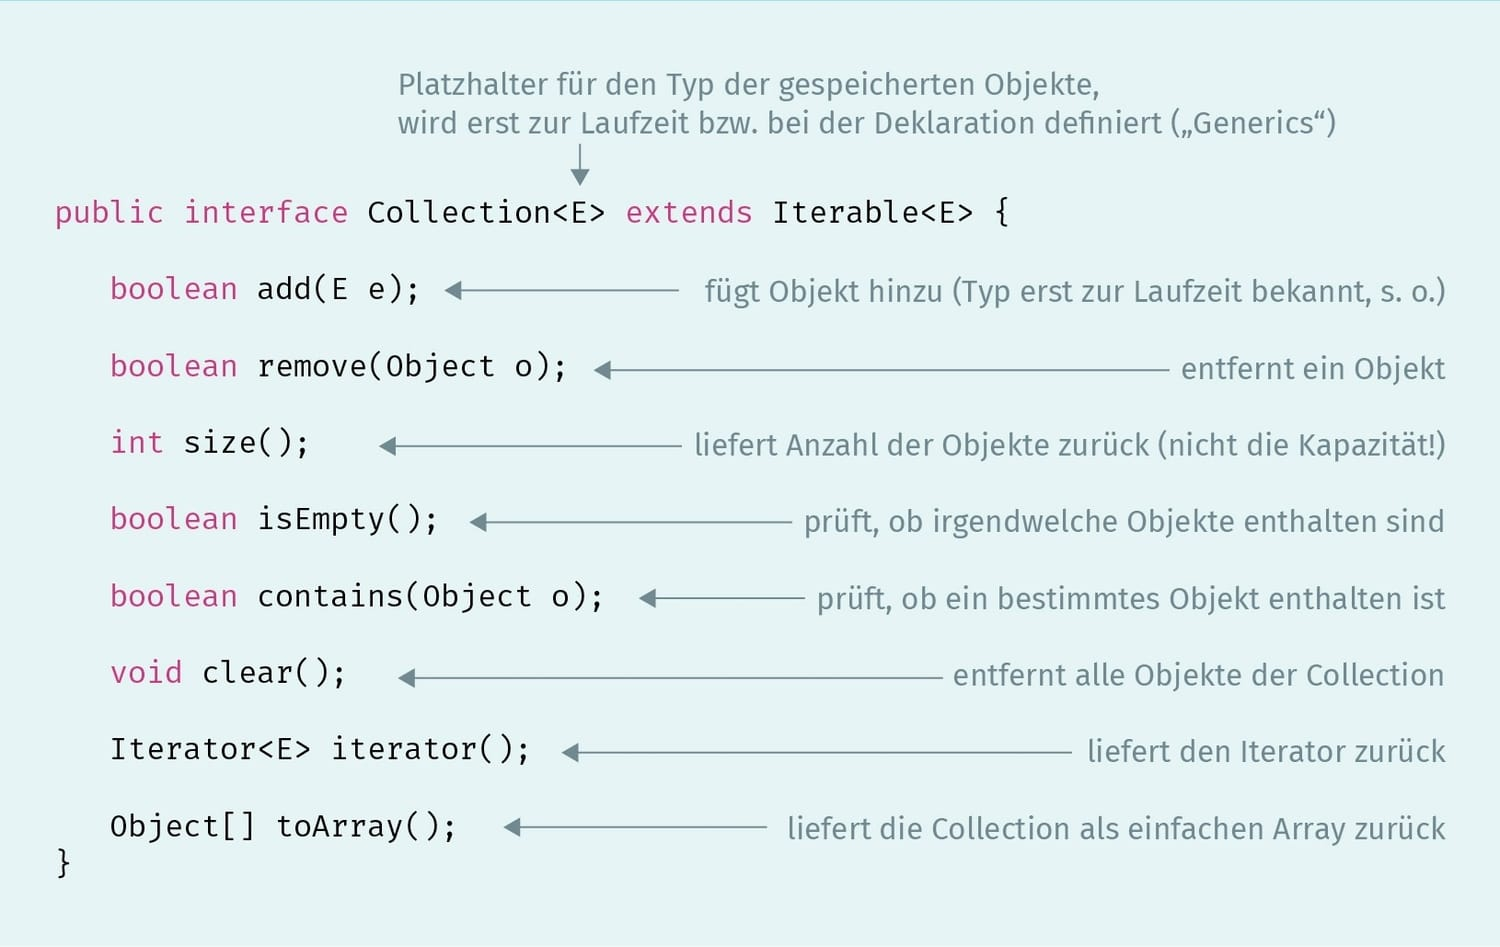 Platzhalter für den Typ der gespeicherten Objekte,
wird erst zur Laufzeit bzw. bei der Deklaration definiert („Generics“)
public interface Collection<E> extends Iterable<E> {
boolean add(E e); fügt Objekt hinzu (Typ erst zur Laufzeit bekannt, s. o.)
boolean remove(Object o); entfernt ein Objekt
int size(); liefert Anzahl der Objekte zurück (nicht die Kapazität!)
boolean isEmpty(); prüft, ob irgendwelche Objekte enthalten sind
boolean contains(Object o); prüft, ob ein bestimmtes Objekt enthalten ist
void clear(); entfernt alle Objekte der Collection
Iterator<E> iterator(); liefert den Iterator zurück
Object[] toArray(); liefert die Collection als einfachen Array zurück
}